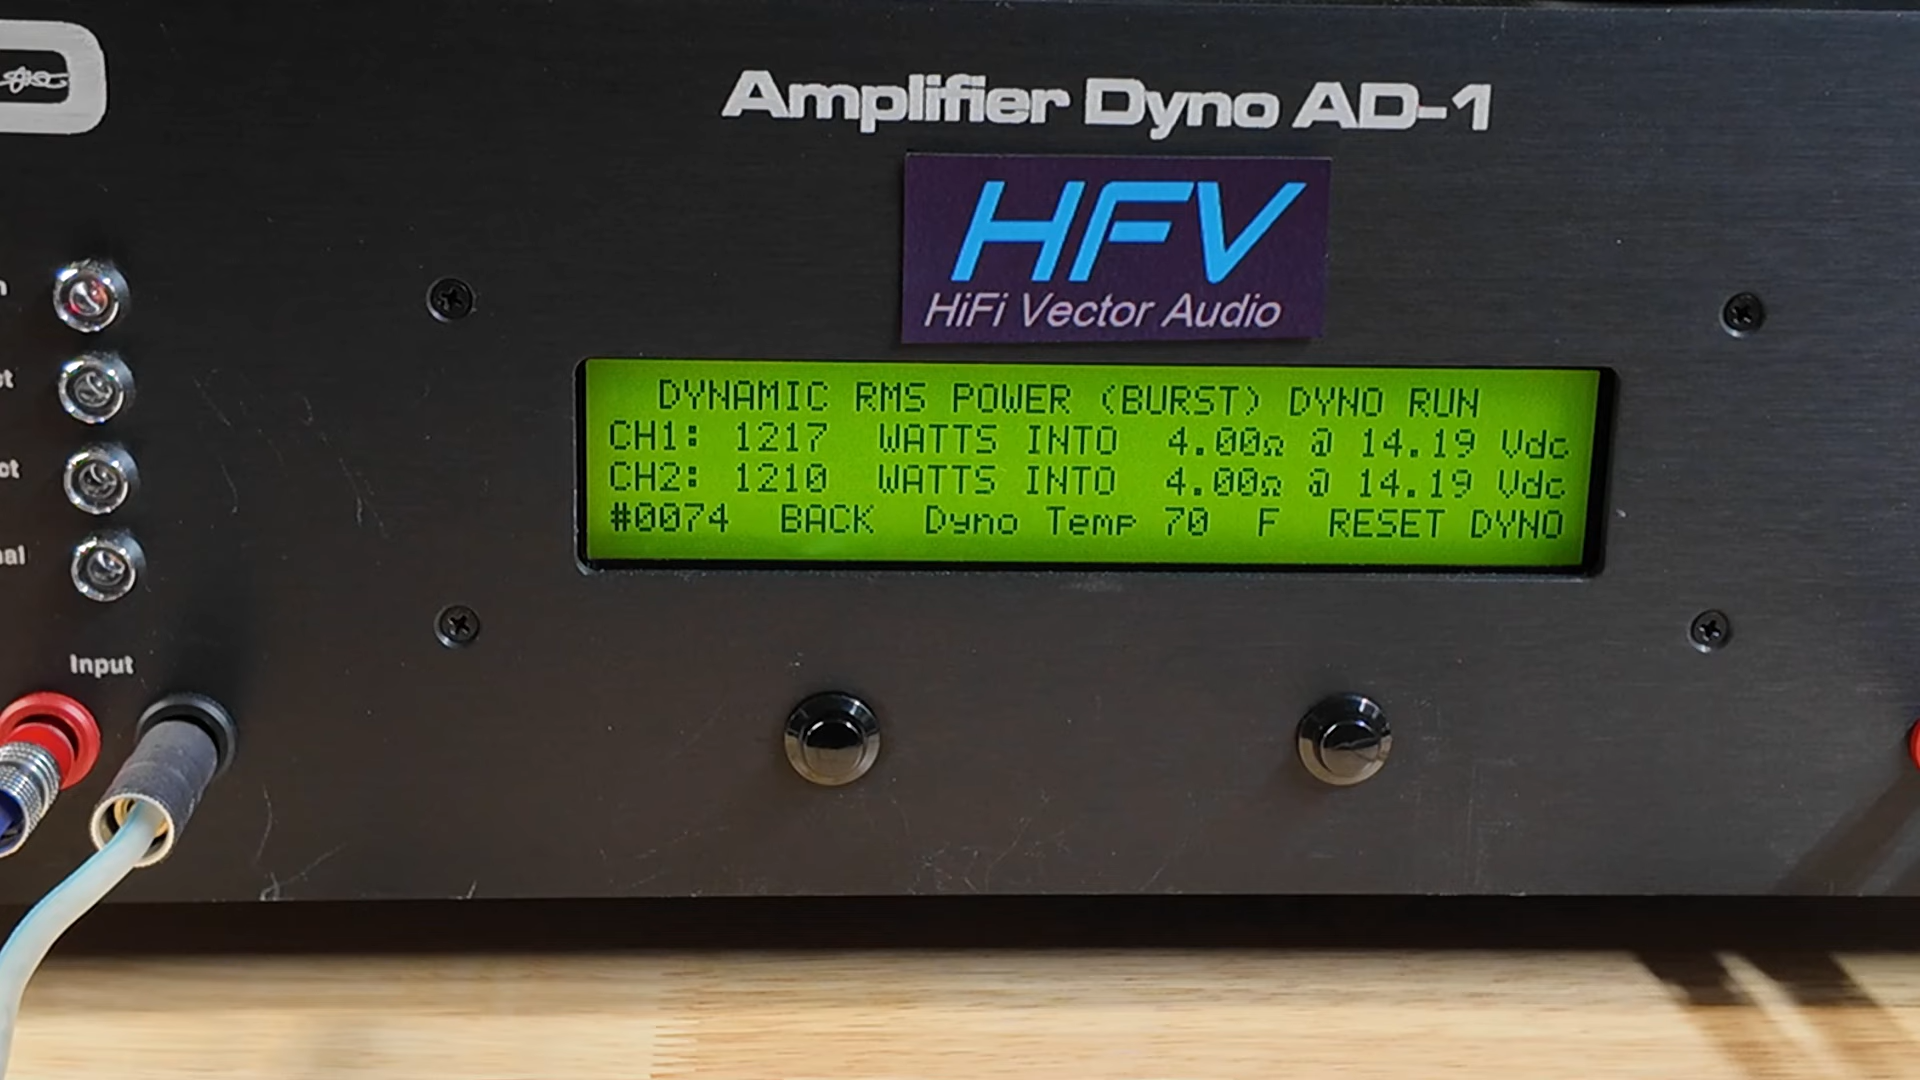 Amplifier Dyno AD-1
HFV
HiFi Vector Audio
DYNAMIC RMS POWER (BURST) DYNO RUN
CH1: 1217 WATTS INTO 4.00Ω @ 14.19 Vdc
CH2: 1210 WATTS INTO 4.00Ω @ 14.19 Vdc
#0074 BACK Dyno Temp 70 F RESET DYNO
Input